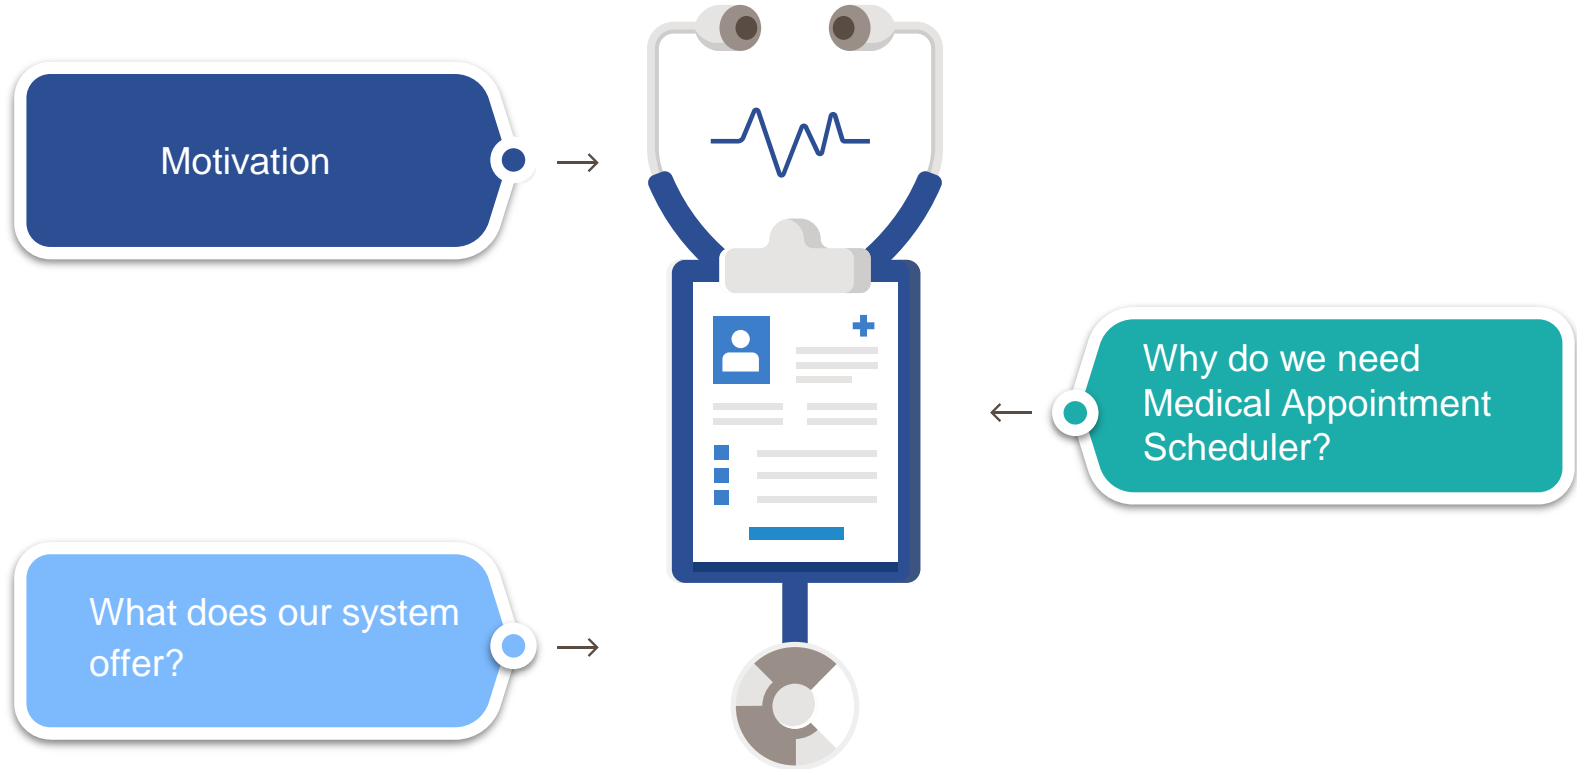 Motivation
Why do we need
Medical Appointment
Scheduler?
What does our system
offer?